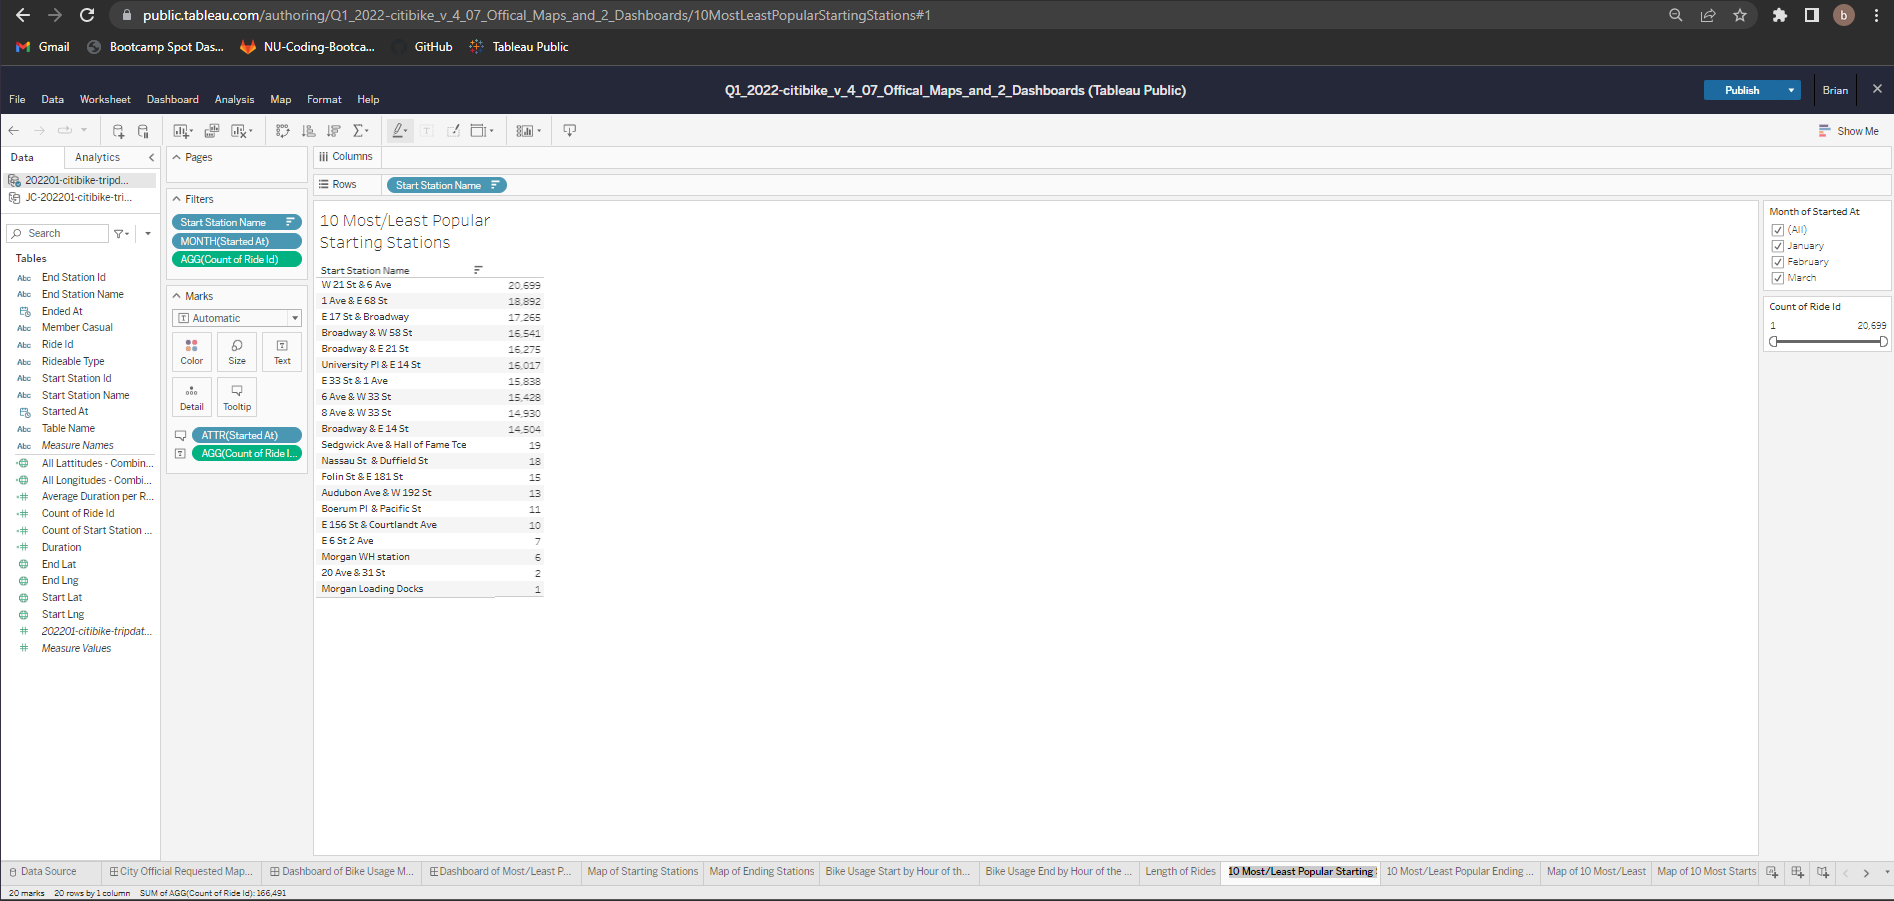 public.tableau.com/authoring/Q1_2022-citibike_v_4_07_Offical_Maps_and_2_Dashboards/10MostLeastPopularStartingStations#1
b
Gmail
Bootcamp Spot Das...
NU-Coding-Bootca...
GitHub
Tableau Public
Q1_2022-citibike_v_4_07_Offical_Maps_and_2_Dashboards (Tableau Public)
Publish
Brian
File Data Worksheet Dashboard Analysis Map Format Help
Show Me
Data Analytics
202201-citibike-tripd...
JC-202201-citibike-tri...
Search
Tables
Abc End Station Id
Abc End Station Name
Ended At
Abc Member Casual
Abc Ride Id
Abc Rideable Type
Abc Start Station Id
Abc Start Station Name
Started At
Abc Table Name
Abc Measure Names
All Lattitudes - Combin...
All Longitudes - Combi...
Average Duration per R...
Count of Ride Id
Count of Start Station ...
Duration
End Lat
End Lng
Start Lat
Start Lng
202201-citibike-tripdat...
Measure Values
Pages
Filters
Start Station Name
MONTH(Started At)
AGG(Count of Ride Id)
Marks
Automatic
Color Size Text
Detail Tooltip
ATTR(Started At)
AGG(Count of Ride I...
Columns
Rows
Start Station Name
10 Most/Least Popular
Starting Stations
Start Station Name
W 21 St & 6 Ave 20,699
1 Ave & E 68 St 18,892
E 17 St & Broadway 17,265
Broadway & W 58 St 16,541
Broadway & E 21 St 16,275
University Pl & E 14 St 16,017
E 33 St & 1 Ave 15,838
6 Ave & W 33 St 15,428
8 Ave & W 33 St 14,930
Broadway & E 14 St 14,504
Sedgwick Ave & Hall of Fame Tce 19
Nassau St & Duffield St 18
Folin St & E 181 St 15
Audubon Ave & W 192 St 13
Boerum Pl & Pacific St 11
E 156 St & Courtlandt Ave 10
E 6 St 2 Ave 7
Morgan WH station 6
20 Ave & 31 St 2
Morgan Loading Docks 1
Month of Started At
(All)
January
February
March
Count of Ride Id
1 20,699
Data Source
City Official Requested Map...
Dashboard of Bike Usage M...
Dashboard of Most/Least P...
Map of Starting Stations
Map of Ending Stations
Bike Usage Start by Hour of th...
Bike Usage End by Hour of the ...
Length of Rides
10 Most/Least Popular Starting
10 Most/Least Popular Ending ...
Map of 10 Most/Least
Map of 10 Most Starts
20 marks 20 rows by 1 column SUM of AGG(Count of Ride Id): 166,491